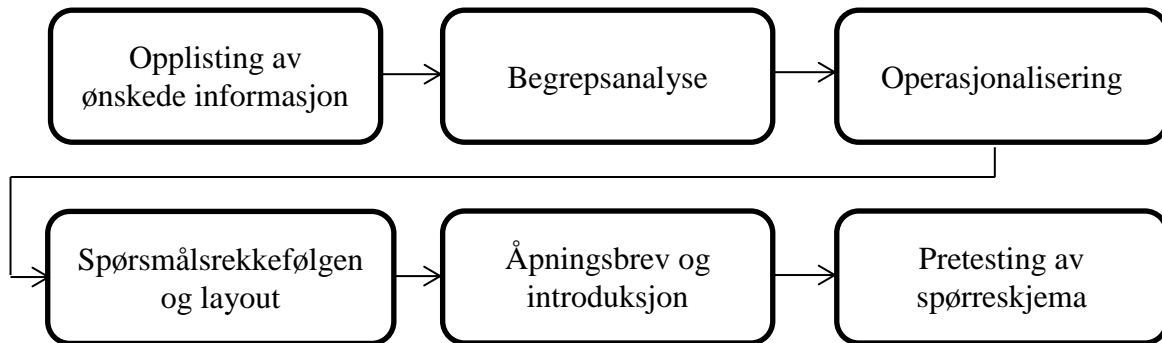 Opplisting av
ønskede informasjon
Begrepsanalyse
Operasjonalisering
Spørsmålsrekkefølgen
og layout
Åpningsbrev og
introduksjon
Pretesting av
spørreskjema